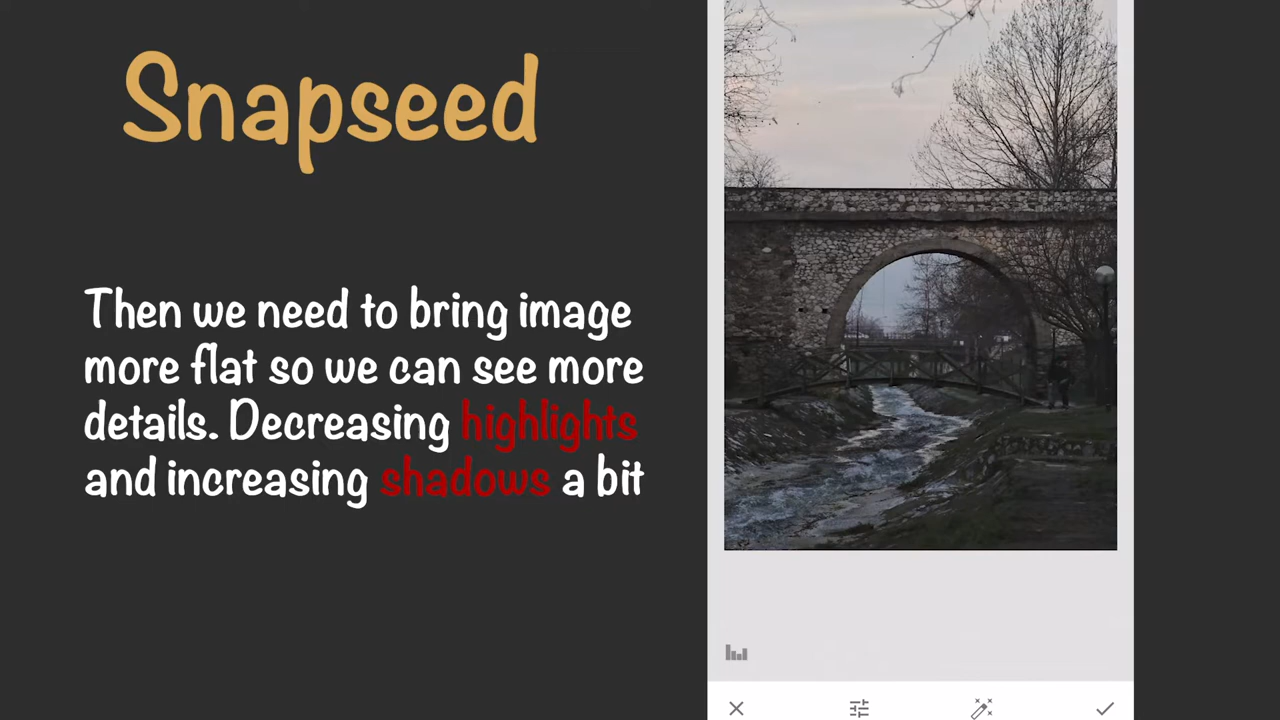 Snapseed
Then we need to bring image
more flat so we can see more
details. Decreasing highlights
and increasing shadows a bit